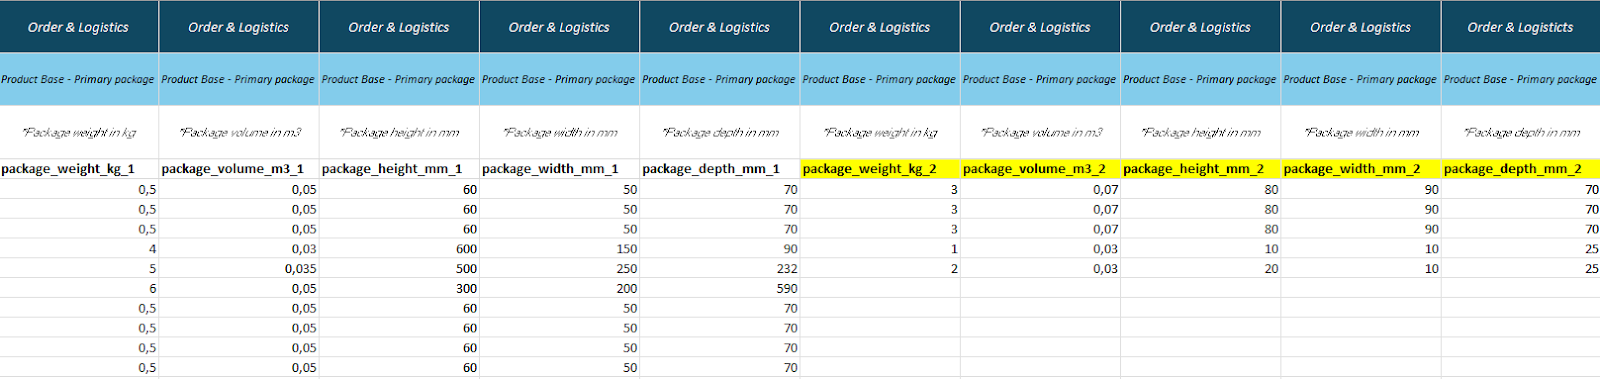 Order & Logistics Order & Logistics Order & Logistics Order & Logistics Order & Logistics Order & Logistics Order & Logistics Order & Logistics Order & Logistics Order & Logisticts
Product Base - Primary package Product Base - Primary package Product Base - Primary package Product Base - Primary package Product Base - Primary package Product Base - Primary package Product Base - Primary package Product Base - Primary package Product Base - Primary package Product Base - Primary package
*Package weight in kg *Package volume in m3 *Package height in mm *Package width in mm *Package depth in mm *Package weight in kg *Package volume in m3 *Package height in mm *Package width in mm *Package depth in mm
package_weight_kg_1 package_volume_m3_1 package_height_mm_1 package_width_mm_1 package_depth_mm_1 package_weight_kg_2 package_volume_m3_2 package_height_mm_2 package_width_mm_2 package_depth_mm_2
0,5 0,05 60 50 70 3 0,07 80 90 70
0,5 0,05 60 50 70 3 0,07 80 90 70
0,5 0,05 60 50 70 3 0,07 80 90 70
4 0,03 600 150 90 1 0,03 10 10 25
5 0,035 500 250 232 2 0,03 20 10 25
6 0,05 300 200 590
0,5 0,05 60 50 70
0,5 0,05 60 50 70
0,5 0,05 60 50 70
0,5 0,05 60 50 70